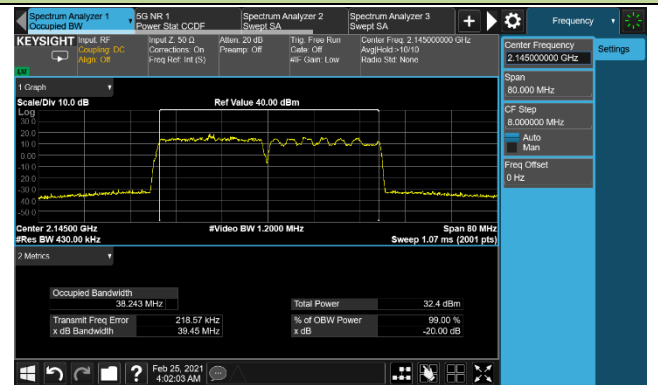 Spectrum Analyzer 1
Occupied BW
5G NR 1
Power Stat CCDF
Spectrum Analyzer 2
Swept SA
Spectrum Analyzer 3
Swept SA
Frequency
KEYSIGHT
Input: RF
Coupling: DC
Align: Off
Input Z: 50 Ω
Corrections: On
Freq Ref: Int (S)
Atten: 20 dB
Preamp: Off
Trig: Free Run
Gate: Off
#IF Gain: Low
Center Freq: 2.145000000 GHz
Avg|Hold:>10/10
Radio Std: None
LM
Center Frequency
2.145000000 GHz
Settings
Span
80.000 MHz
CF Step
8.000000 MHz
Auto
Man
Freq Offset
0 Hz
1 Graph
Scale/Div 10.0 dB
Ref Value 40.00 dBm
Log
30.0
20.0
10.0
0.00
-10.0
-20.0
-30.0
-40.0
-50.0
Center 2.14500 GHz
#Video BW 1.2000 MHz
Span 80 MHz
#Res BW 430.00 kHz
Sweep 1.07 ms (2001 pts)
2 Metrics
Occupied Bandwidth
38.243 MHz
Total Power
32.4 dBm
Transmit Freq Error
218.57 kHz
% of OBW Power
99.00 %
x dB Bandwidth
39.45 MHz
x dB
-20.00 dB
?
Feb 25, 2021
4:02:03 AM